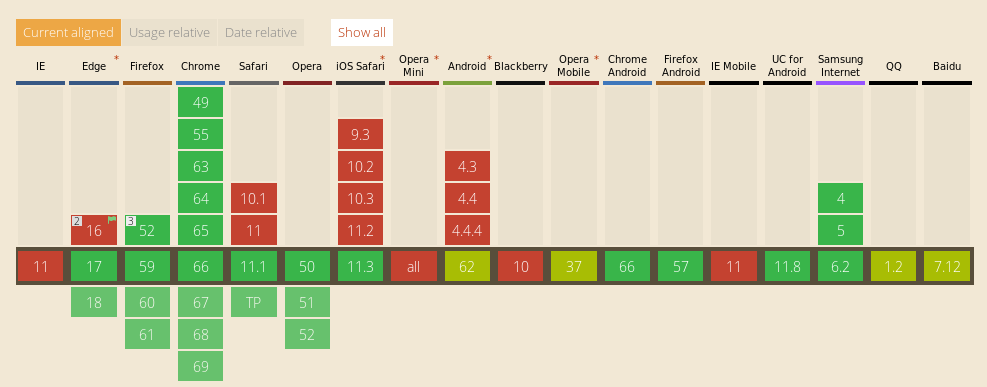 Current aligned Usage relative Date relative Show all
IE Edge * Firefox Chrome Safari Opera iOS Safari * Opera Mini * Android * Blackberry Opera Mobile * Chrome Android Firefox Android IE Mobile UC for Android Samsung Internet QQ Baidu
49
55 9.3
63 10.2 4.3
64 10.1 10.3 4.4 4
2 16 3 52 65 11 11.2 4.4.4 5
11 17 59 66 11.1 50 11.3 all 62 10 37 66 57 11 11.8 6.2 1.2 7.12
18 60 67 TP 51
61 68 52
69